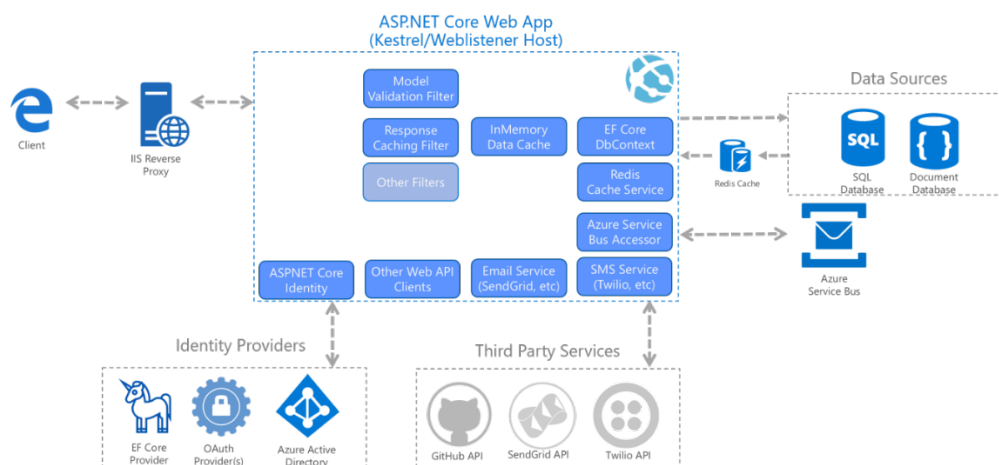 ASP.NET Core Web App
(Kestrel/Weblistener Host)
Model
Validation Filter
Response
Caching Filter
Other Filters
InMemory
Data Cache
EF Core
DbContext
Redis
Cache Service
Azure Service
Bus Accessor
ASPNET Core
Identity
Other Web API
Clients
Email Service
(SendGrid, etc)
SMS Service
(Twilio, etc)
Client
IIS Reverse
Proxy
Redis Cache
Data Sources
SQL
SQL
Database
Document
Database
Azure
Service Bus
Identity Providers
EF Core
Provider
OAuth
Provider(s)
Azure Active
Directory
Third Party Services
GitHub API
SendGrid API
Twilio API